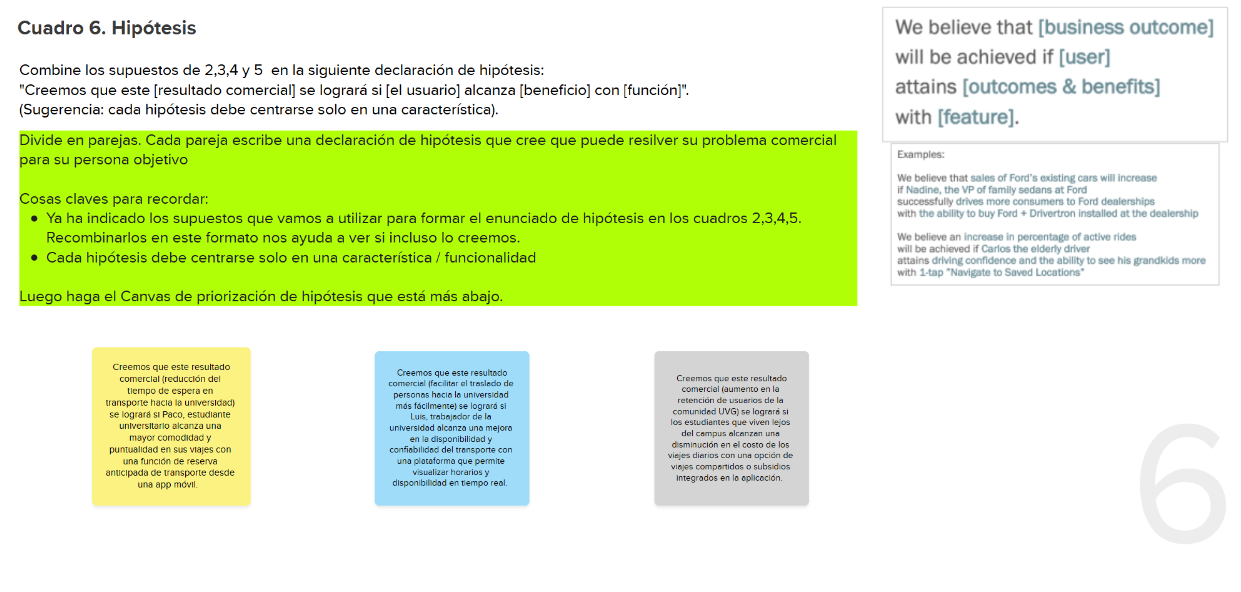 Cuadro 6. Hipótesis
Combine los supuestos de 2,3,4 y 5 en la siguiente declaración de hipótesis:
"Creemos que este [resultado comercial] se logrará si [el usuario] alcanza [beneficio] con [función]".
(Sugerencia: cada hipótesis debe centrarse solo en una característica).
Divide en parejas. Cada pareja escribe una declaración de hipótesis que cree que puede resilver su problema comercial
para su persona objetivo
Cosas claves para recordar:
● Ya ha indicado los supuestos que vamos a utilizar para formar el enunciado de hipótesis en los cuadros 2,3,4,5.
Recombinarlos en este formato nos ayuda a ver si incluso lo creemos.
● Cada hipótesis debe centrarse solo en una característica / funcionalidad
Luego haga el Canvas de priorización de hipótesis que está más abajo.
We believe that [business outcome]
will be achieved if [user]
attains [outcomes & benefits]
with [feature].
Examples:
We believe that sales of Ford's existing cars will increase
if Nadine, the VP of family sedans at Ford
successfully drives more consumers to Ford dealerships
with the ability to buy Ford + Drivertron installed at the dealership
We believe an increase in percentage of active rides
will be achieved if Carlos the elderly driver
attains driving confidence and the ability to see his grandkids more
with 1-tap "Navigate to Saved Locations"
Creemos que este resultado
comercial (reducción del
tiempo de espera en
transporte hacia la universidad)
se logrará si Paco, estudiante
universitario alcanza una
mayor comodidad y
puntualidad en sus viajes con
una función de reserva
anticipada de transporte desde
una app móvil.
Creemos que este resultado
comercial (facilitar el traslado de
personas hacia la universidad
más fácilmente) se logrará si
Luis, trabajador de la
universidad alcanza una mejora
en la disponibilidad y
confiabilidad del transporte con
una plataforma que permite
visualizar horarios y
disponibilidad en tiempo real.
Creemos que este resultado
comercial (aumento en la
retención de usuarios de la
comunidad UVG) se logrará si
los estudiantes que viven lejos
del campus alcanzan una
disminución en el costo de los
viajes diarios con una opción de
viajes compartidos o subsidios
integrados en la aplicación.
6